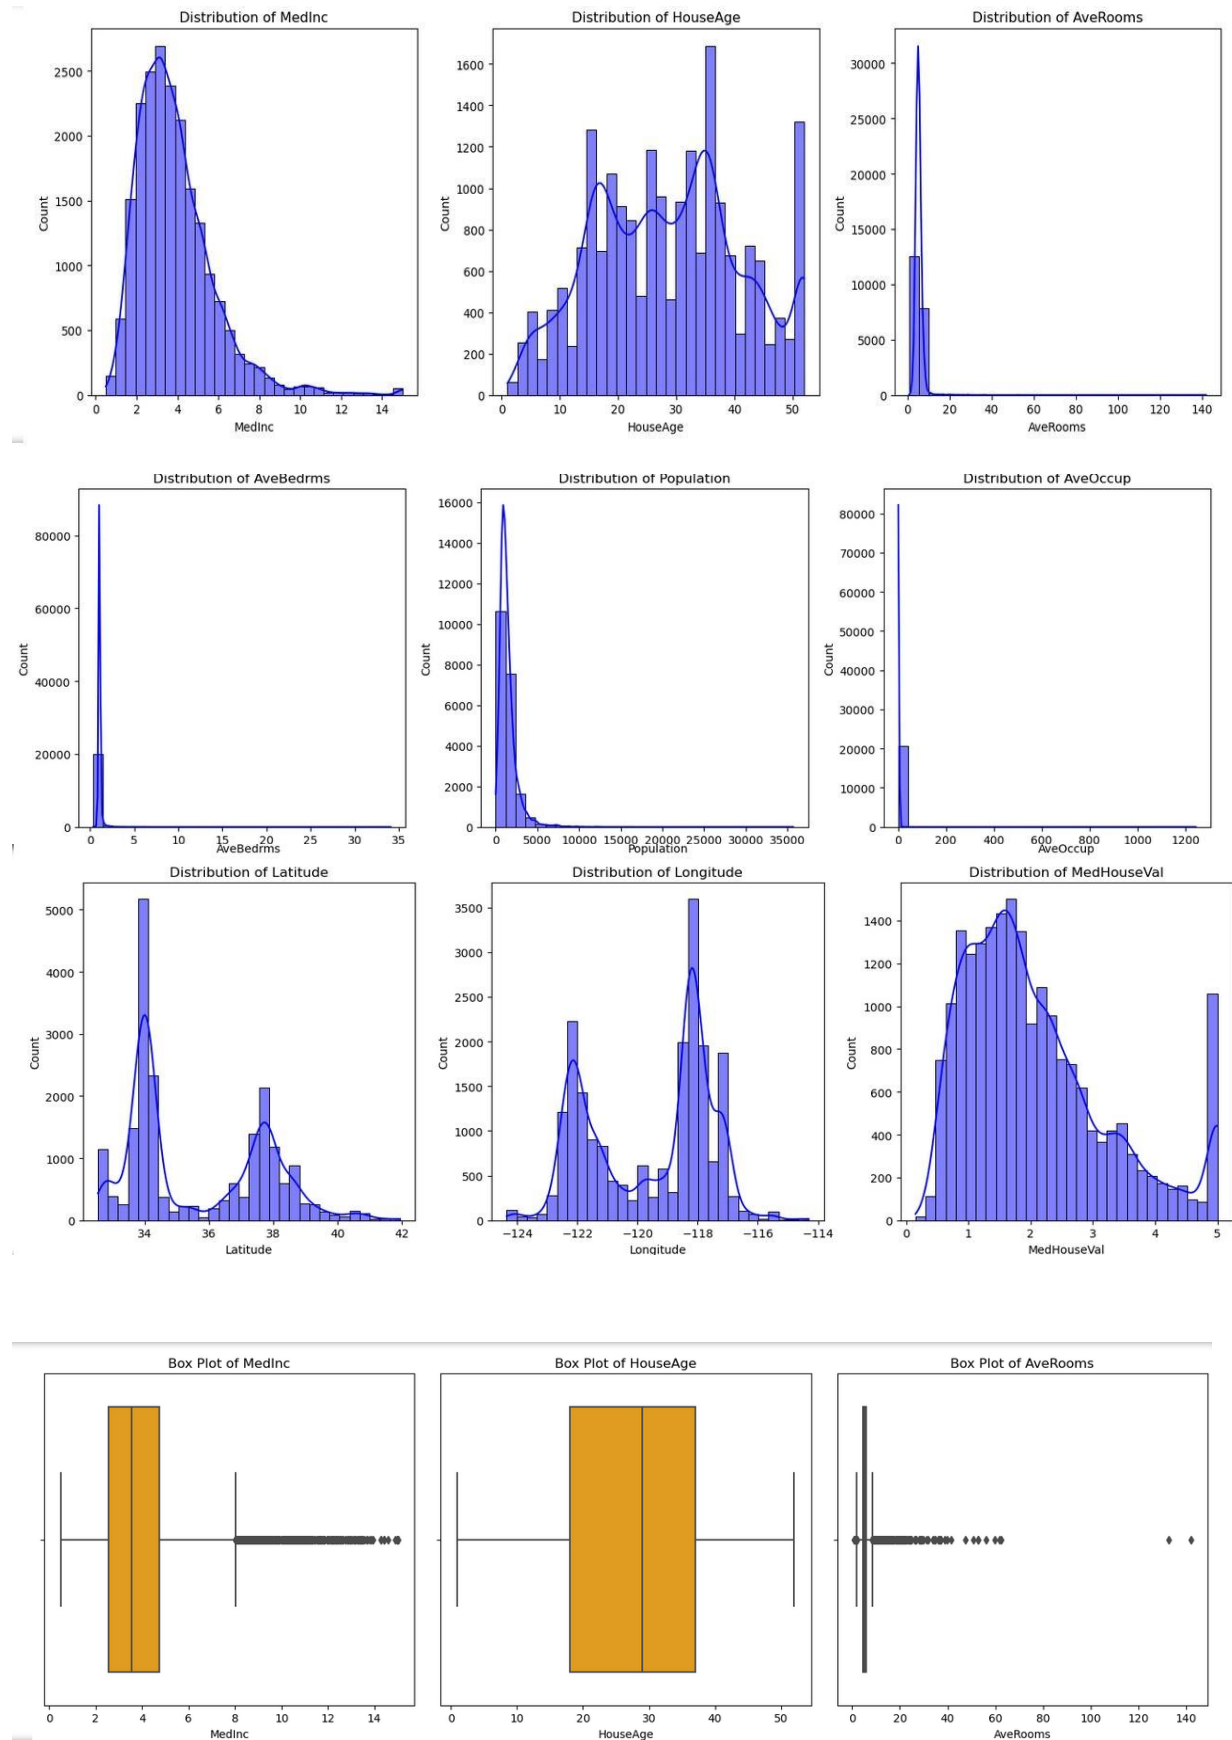 Distribution of MedInc
Distribution of HouseAge
Distribution of AveRooms
Count
2500
2000
1500
1000
500
0
0 2 4 6 8 10 12 14
MedInc
Count
1600
1400
1200
1000
800
600
400
200
0
0 10 20 30 40 50
HouseAge
Count
30000
25000
20000
15000
10000
5000
0
0 20 40 60 80 100 120 140
AveRooms
Distribution of AveBedrms
Distribution of Population
Distribution of AveOccup
Count
80000
60000
40000
20000
0
0 5 10 15 20 25 30 35
AveBedrms
Count
16000
14000
12000
10000
8000
6000
4000
2000
0
0 5000 10000 15000 20000 25000 30000 35000
Population
Count
80000
70000
60000
50000
40000
30000
20000
10000
0
0 200 400 600 800 1000 1200
AveOccup
Distribution of Latitude
Distribution of Longitude
Distribution of MedHouseVal
Count
5000
4000
3000
2000
1000
0
34 36 38 40 42
Latitude
Count
3500
3000
2500
2000
1500
1000
500
0
−124 −122 −120 −118 −116 −114
Longitude
Count
1400
1200
1000
800
600
400
200
0
0 1 2 3 4 5
MedHouseVal
Box Plot of MedInc
Box Plot of HouseAge
Box Plot of AveRooms
0 2 4 6 8 10 12 14
MedInc
0 10 20 30 40 50
HouseAge
0 20 40 60 80 100 120 140
AveRooms